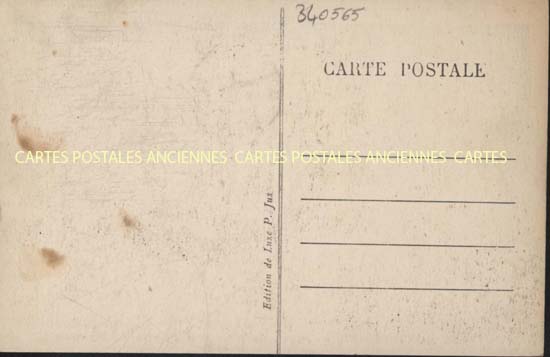 340565
CARTE POSTALE
CARTES POSTALES ANCIENNES CARTES POSTALES ANCIENNES CARTES
Edition de Luxe P. Jux